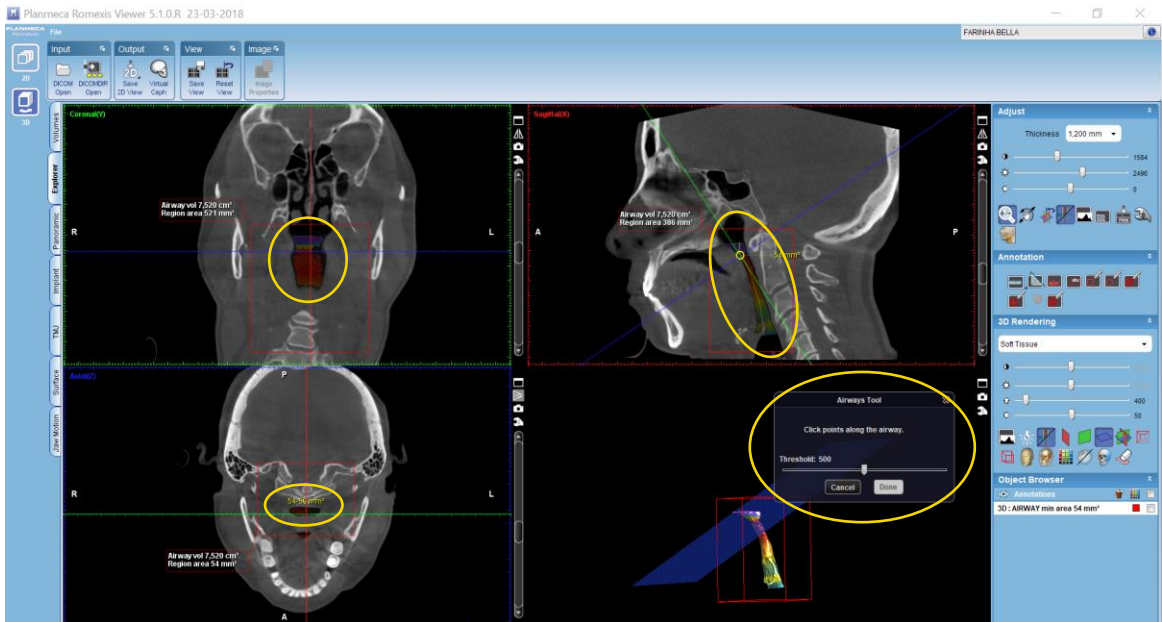 Planmeca Romexis Viewer 5.1.0.R 23-03-2018
PLANMECA
File
FARINHA BELLA
Input
Output
View
Image
2D
3D
DICOM Open
DICOMDIR Open
Save 2D View
Virtual Ceph
Save View
Reset View
Image Properties
Volumes
Explorer
Panoramic
Implant
TMJ
Surface
Jaw Motion
Coronal(Y)
Airway vol 7,520 cm³
Region area 521 mm²
R
L
Sagittal(X)
Airway vol 7,520 cm³
Region area 386 mm²
A
P
Axial(Z)
P
R
L
Airway vol 7,520 cm³
Region area 54 mm²
A
Airways Tool
Click points along the airway.
Threshold: 500
Cancel
Done
Adjust
Thickness 1,200 mm
1584
2496
0
Annotation
3D Rendering
Soft Tissue
400
50
Object Browser
Annotations
3D: AIRWAY min area 54 mm²